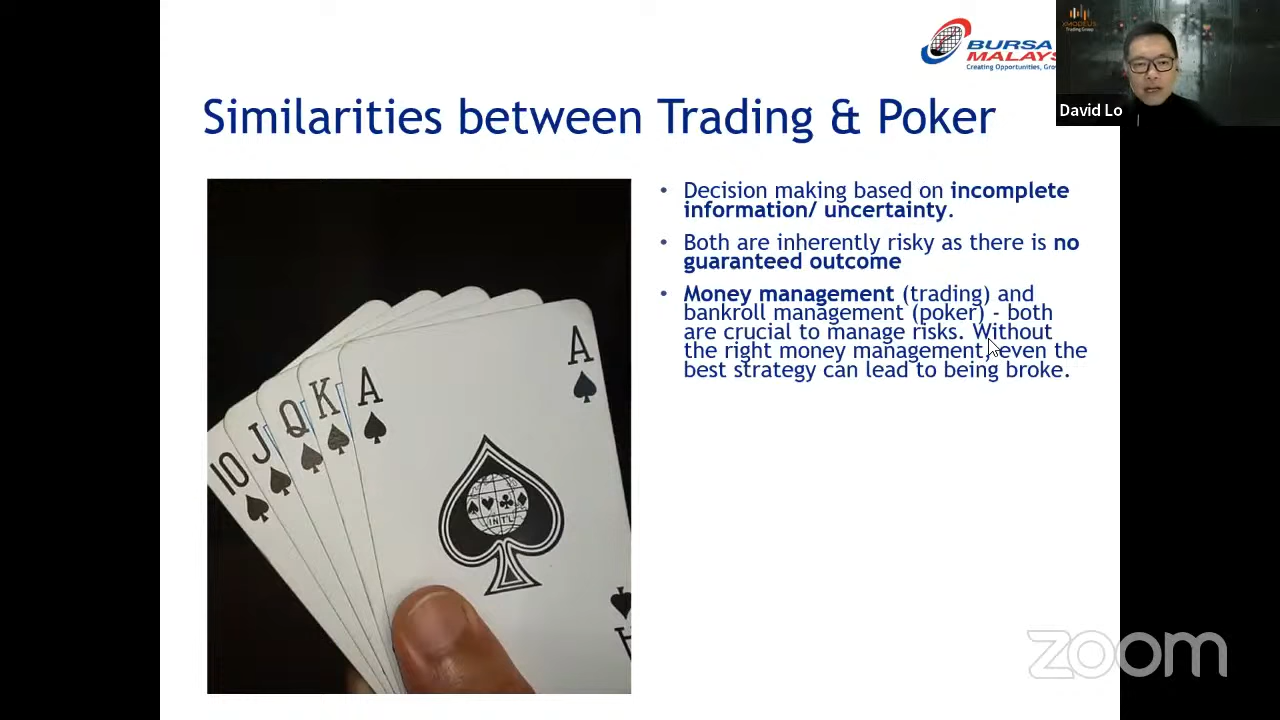 BURSA
MALAYS
Creating Opportunities, Gro
Trading Group
David Lo
Similarities between Trading & Poker
• Decision making based on incomplete
information/ uncertainty.
• Both are inherently risky as there is no
guaranteed outcome
• Money management (trading) and
bankroll management (poker) - both
are crucial to manage risks. Without
the right money management, even the
best strategy can lead to being broke.
10
J
Q
K
A
A
INT'L
A
zoom